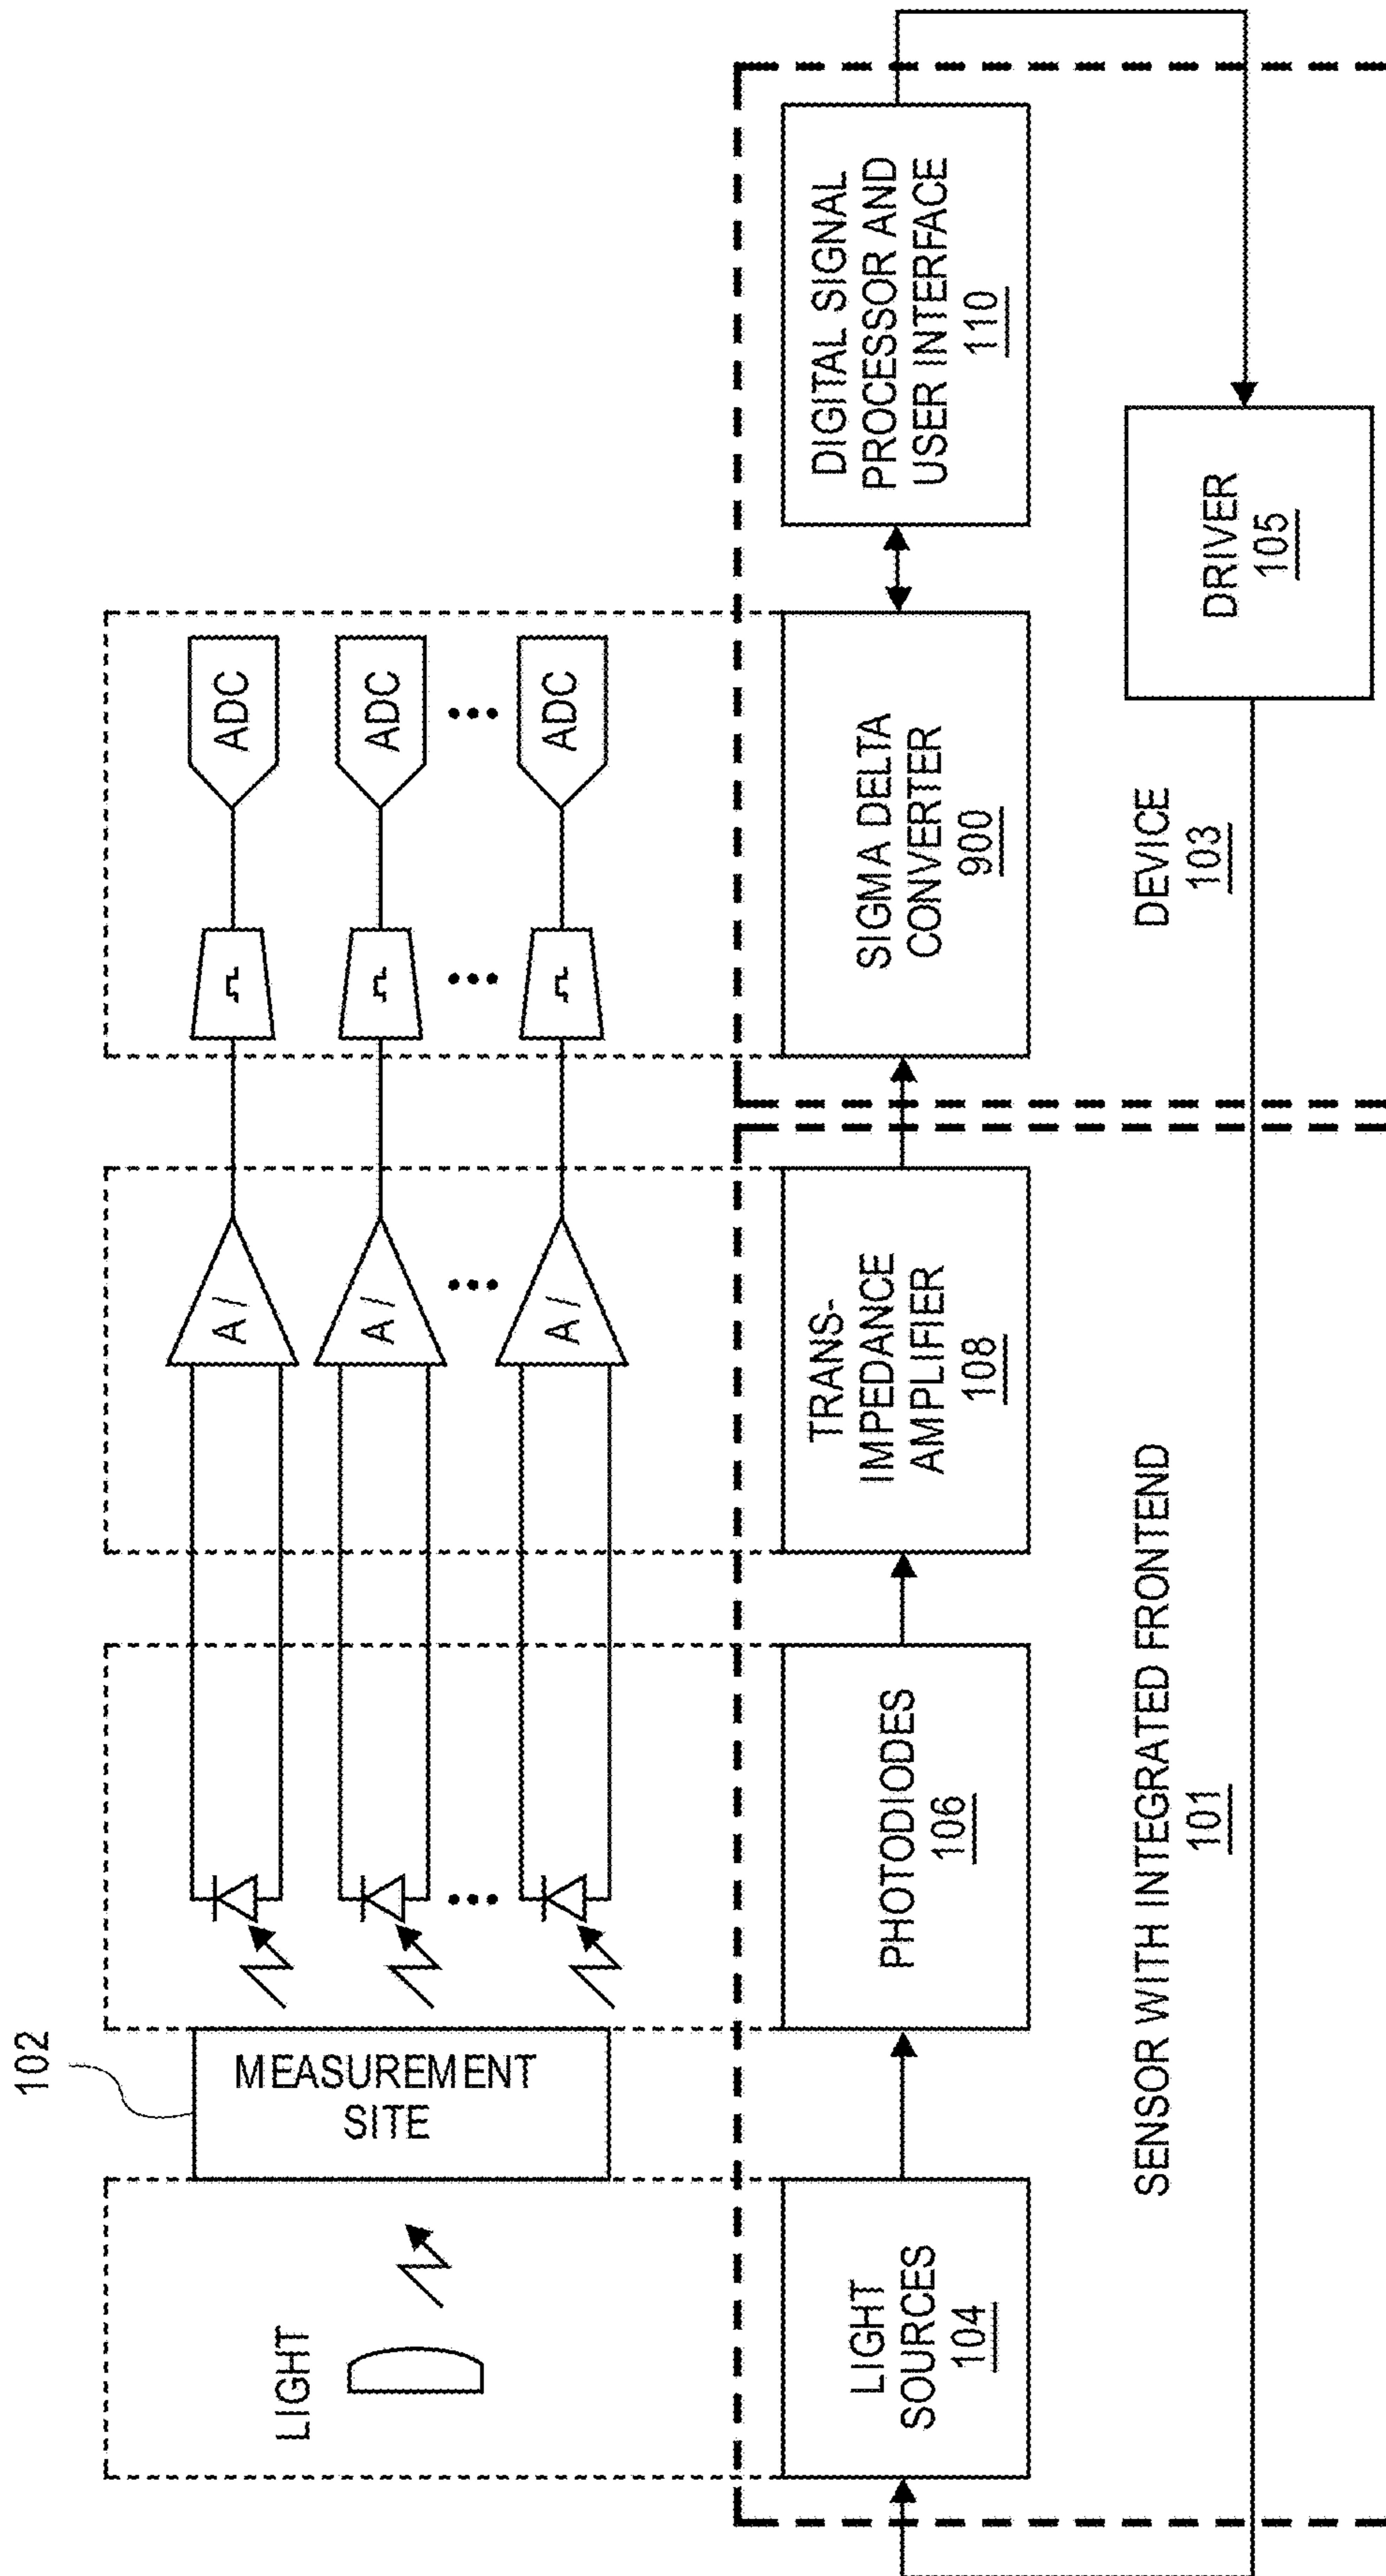 102
LIGHT
MEASUREMENT
SITE
A /
A /
A /
ADC
ADC
ADC
LIGHT
SOURCES
104
PHOTODIODES
106
TRANS-
IMPEDANCE
AMPLIFIER
108
SIGMA DELTA
CONVERTER
900
DIGITAL SIGNAL
PROCESSOR AND
USER INTERFACE
110
SENSOR WITH INTEGRATED FRONTEND
101
DEVICE
103
DRIVER
105